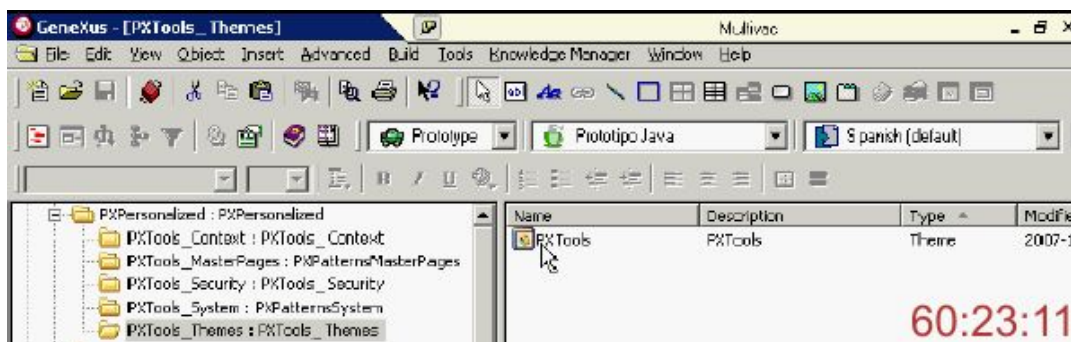 GeneXus - [PXTools_Themes]
Multivac
File Edit View Object Insert Advanced Build Tools Knowledge Manager Window Help
Prototype
Prototipo Java
Spanish (default)
PXPersonalized : PXPersonalized
PXTools_Context : PXTools_Context
PXTools_MasterPages : PXPatternsMasterPages
PXTools_Security : PXTools_Security
PXTools_System : PXPatternsSystem
PXTools_Themes : PXTools_Themes
Name Description Type Modifie
PXTools PXTools Theme 2007-1
60:23:11